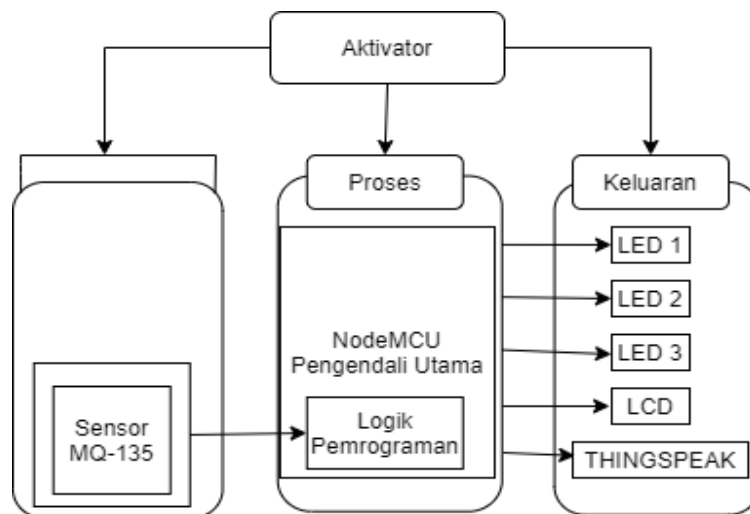 Aktivator
Proses
Keluaran
LED 1
LED 2
NodeMCU
Pengendali Utama
LED 3
LCD
Sensor
MQ-135
Logik
Pemrograman
THINGSPEAK